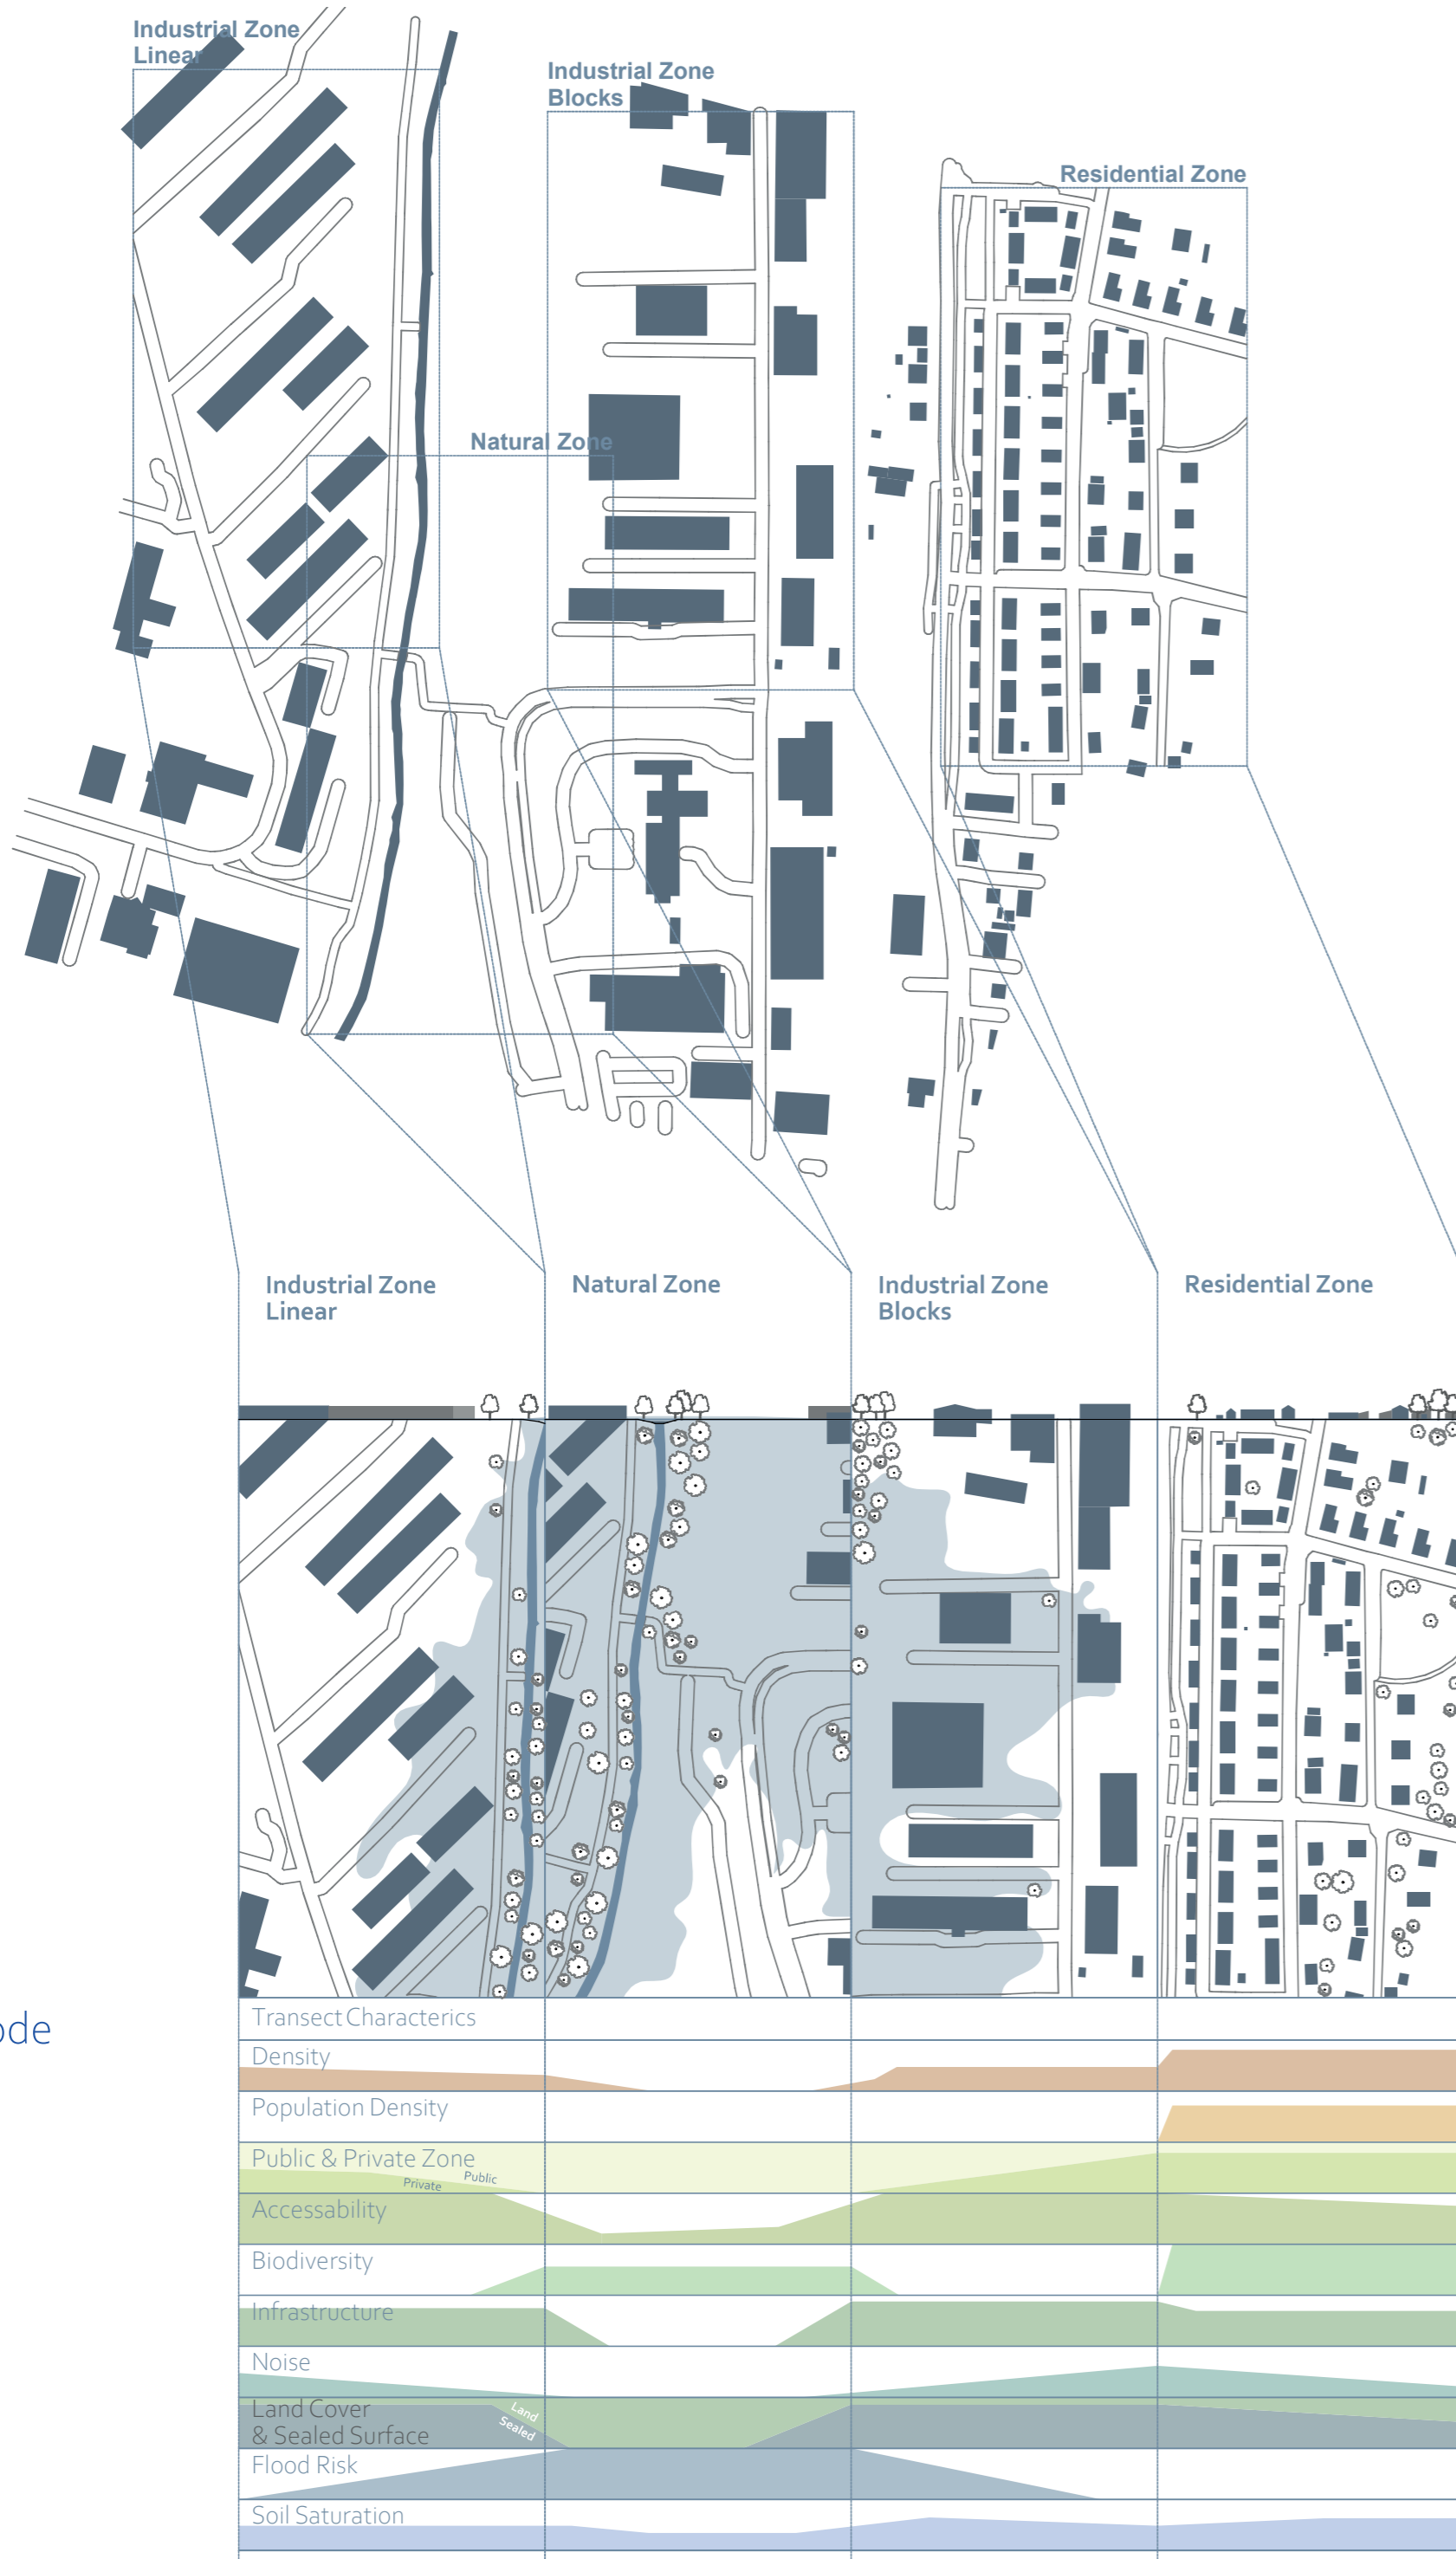 Industrial Zone
Linear
Industrial Zone
Blocks
Residential Zone
Natural Zone
Industrial Zone
Linear
Natural Zone
Industrial Zone
Blocks
Residential Zone
ode
Transect Characterics
Density
Population Density
Public & Private Zone
Private
Public
Accessability
Biodiversity
Infrastructure
Noise
Land Cover
& Sealed Surface
Land
Sealed
Flood Risk
Soil Saturation